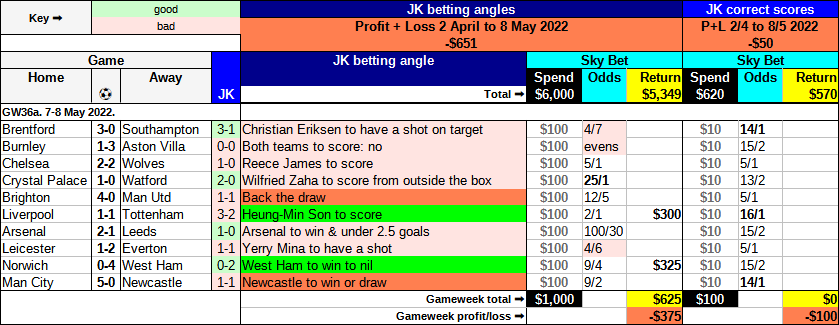 Key ➡ good JK betting angles JK correct scores
bad Profit + Loss 2 April to 8 May 2022 P+L 2/4 to 8/5 2022
-$651 -$50
Game JK betting angle Sky Bet Sky Bet
Home Away Spend Odds Return Spend Odds Return
JK Total ➡ $6,000 $5,349 $620 $570
GW36a. 7-8 May 2022.
Brentford 3-0 Southampton 3-1 Christian Eriksen to have a shot on target $100 4/7 $10 14/1
Burnley 1-3 Aston Villa 0-0 Both teams to score: no $100 evens $10 15/2
Chelsea 2-2 Wolves 1-0 Reece James to score $100 5/1 $10 5/1
Crystal Palace 1-0 Watford 2-0 Wilfried Zaha to score from outside the box $100 25/1 $10 13/2
Brighton 4-0 Man Utd 1-1 Back the draw $100 12/5 $10 5/1
Liverpool 1-1 Tottenham 3-2 Heung-Min Son to score $100 2/1 $300 $10 16/1
Arsenal 2-1 Leeds 1-0 Arsenal to win & under 2.5 goals $100 100/30 $10 15/2
Leicester 1-2 Everton 1-1 Yerry Mina to have a shot $100 4/6 $10 5/1
Norwich 0-4 West Ham 0-2 West Ham to win to nil $100 9/4 $325 $10 15/2
Man City 5-0 Newcastle 1-1 Newcastle to win or draw $100 9/2 $10 14/1
Gameweek total ➡ $1,000 $625 $100 $0
Gameweek profit/loss ➡ -$375 -$100